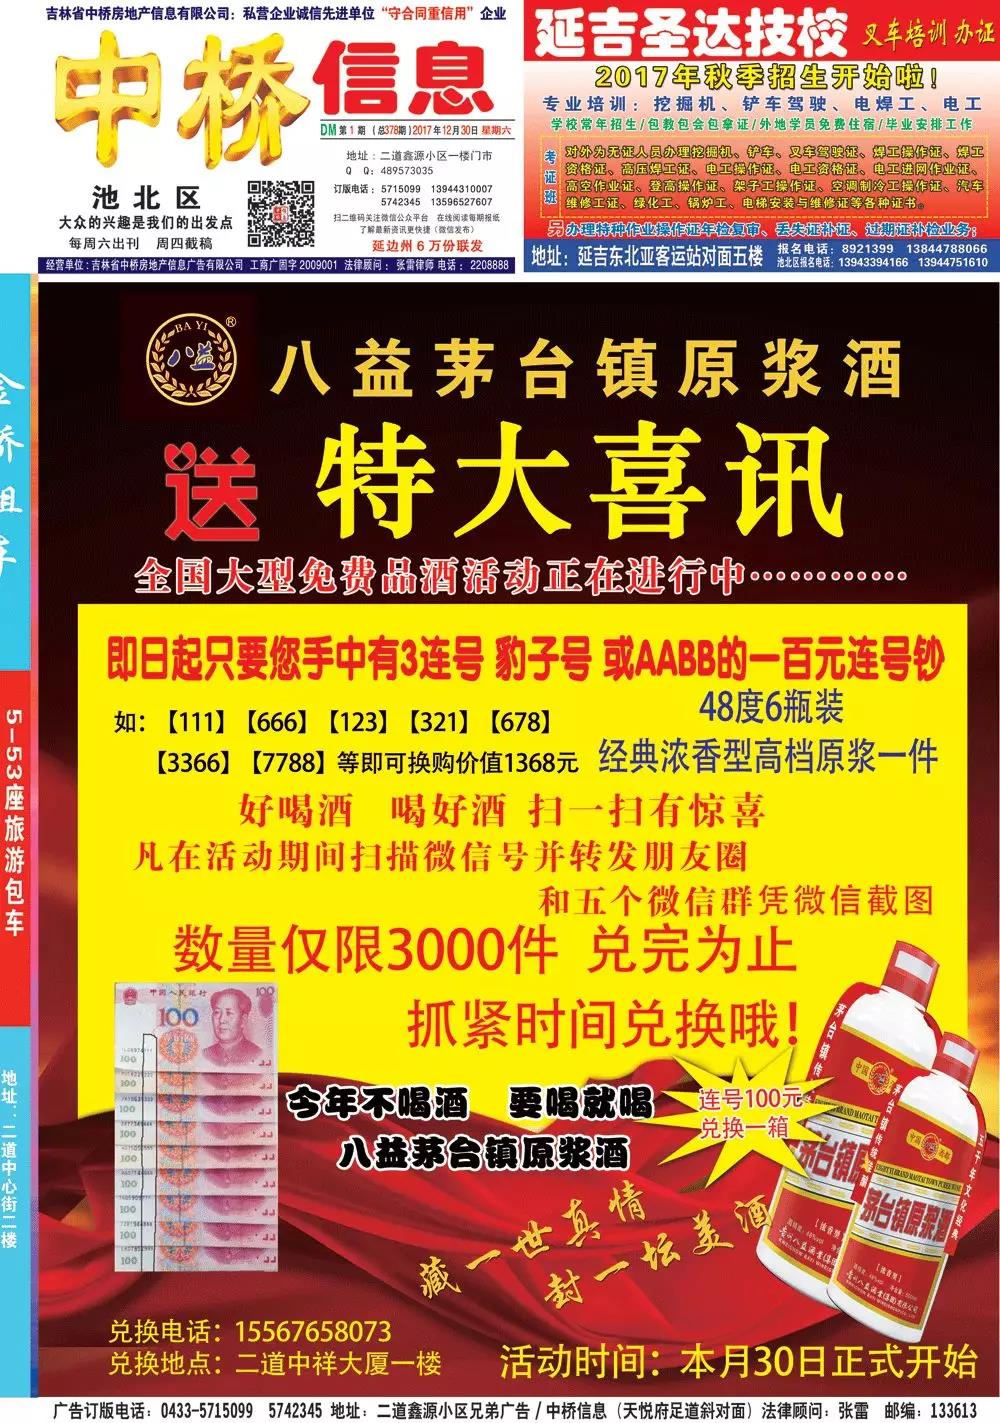 吉林省中桥房地产信息有限公司：私营企业诚信先进单位“守合同重信用”企业
中桥信息
DM 第1期（总378期）2017年12月30日 星期六
地址：二道鑫源小区一楼门市
Q Q：489573035
池北区
大众的兴趣是我们的出发点
每周六出刊 周四截稿
订版电话：5715099 13944310007
5742345 13596527607
扫二维码关注微信公众平台 在线阅读每期报纸
了解最新资讯更快捷（微信发布）
延边州6万份联发
经营单位：吉林省中桥房地产信息广告有限公司 工商广固字2009001 法律顾问：张雷律师 电话：2208888
延吉圣达技校 叉车培训 办证
2017年秋季招生开始啦！
专业培训：挖掘机、铲车驾驶、电焊工、电工
学校常年招生/包教包会包拿证/外地学员免费住宿/毕业安排工作
考证班
对外为无证人员办理挖掘机、铲车、叉车驾驶证、焊工操作证、焊工
资格证、高压焊工证、电工操作证、电工资格证、电工进网作业证、
高空作业证、登高操作证、架子工操作证、空调制冷工操作证、汽车
维修工证、绿化工、锅炉工、电梯安装与维修证等各种证书。
另办理特种作业操作证年检复审、丢失证补证、过期证补检业务；
地址：延吉东北亚客运站对面五楼
报名电话：8921399 13844788066
池北区报名电话：13943394166 13944751610
5-53座旅游包车
地址：二道中心街二楼
BA YI
八益
®
八益茅台镇原浆酒
送 特大喜讯
全国大型免费品酒活动正在进行中…………
即日起只要您手中有3连号 豹子号 或AABB的一百元连号钞
如：【111】【666】【123】【321】【678】
48度6瓶装
【3366】【7788】等即可换购价值1368元 经典浓香型高档原浆一件
好喝酒 喝好酒 扫一扫有惊喜
凡在活动期间扫描微信号并转发朋友圈
和五个微信群凭微信截图
数量仅限3000件 兑完为止
抓紧时间兑换哦！
中国人民银行
100
今年不喝酒 要喝就喝
八益茅台镇原浆酒
连号100元
兑换一箱
藏一世真情
封一坛美酒
茅台镇原浆酒
兑换电话：15567658073
兑换地点：二道中祥大厦一楼
活动时间：本月30日正式开始
广告订版电话：0433-5715099 5742345 地址：二道鑫源小区兄弟广告/中桥信息（天悦府足道斜对面）法律顾问：张雷 邮编：133613